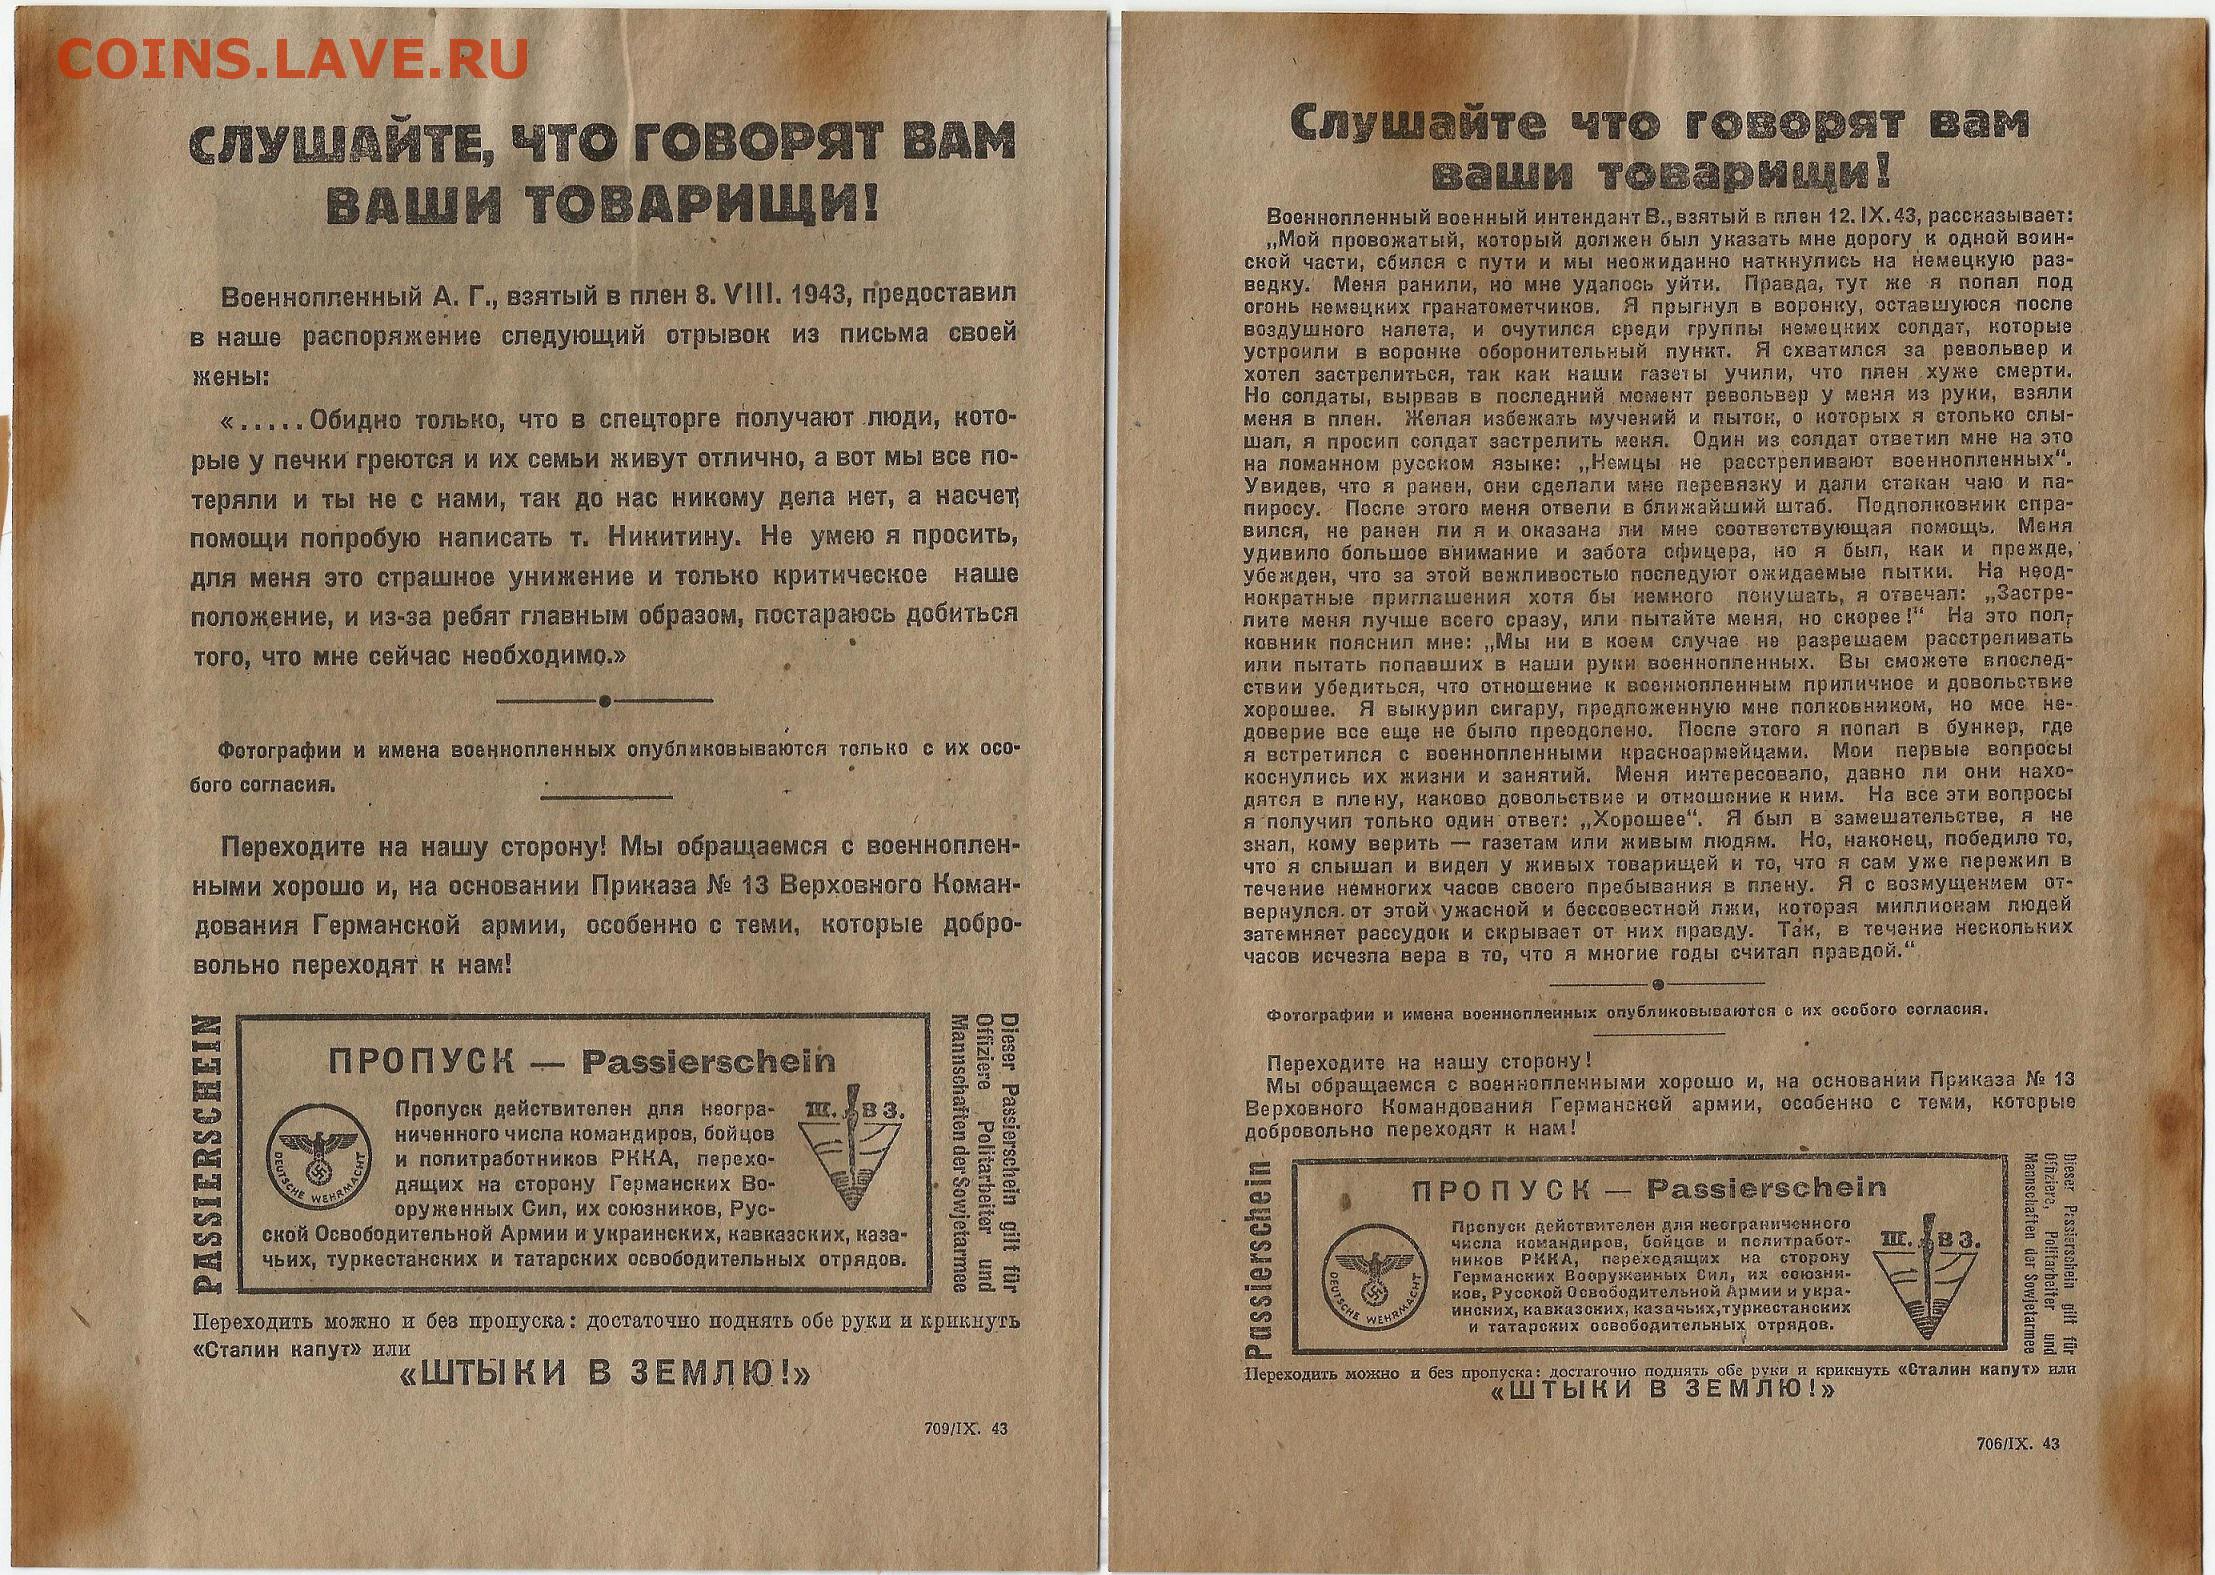 COINS.LAVE.RU
СЛУШАЙТЕ, ЧТО ГОВОРЯТ ВАМ
ВАШИ ТОВАРИЩИ!
Военнопленный А. Г., взятый в плен 8. VIII. 1943, предоставил
в наше распоряжение следующий отрывок из письма своей
жены:
«.....Обидно только, что в спецторге получают люди, кото-
рые у печки греются и их семьи живут отлично, а вот мы все по-
теряли и ты не с нами, так до нас никому дела нет, а насчет
помощи попробую написать т. Никитину. Не умею я просить,
для меня это страшное унижение и только критическое наше
положение, и из-за ребят главным образом, постараюсь добиться
того, что мне сейчас необходимо.»
Фотографии и имена военнопленных опубликовываются только с их осо-
бого согласия.
Переходите на нашу сторону! Мы обращаемся с военноплен-
ными хорошо и, на основании Приказа № 13 Верховного Коман-
дования Германской армии, особенно с теми, которые добро-
вольно переходят к нам!
PASSIERSCHEIN
ПРОПУСК — Passierschein
DEUTSCHE WEHRMACHT
Пропуск действителен для неогра-
ниченного числа командиров, бойцов
и политработников РККА, перехо-
дящих на сторону Германских Во-
оруженных Сил, их союзников, Рус-
ской Освободительной Армии и украинских, кавказских, каза-
чьих, туркестанских и татарских освободительных отрядов.
Ш. В З.
Dieser Passierschein gilt für
Offiziere Politarbeiter und
Mannschaften der Sowjetarmee
Переходить можно и без пропуска: достаточно поднять обе руки и крикнуть
«Сталин капут» или
«ШТЫКИ В ЗЕМЛЮ!»
709/IX. 43
Слушайте что говорят вам
ваши товарищи!
Военнопленный военный интендант В., взятый в плен 12. IX. 43, рассказывает:
„Мой провожатый, который должен был указать мне дорогу к одной воин-
ской части, сбился с пути и мы неожиданно наткнулись на немецкую раз-
ведку. Меня ранили, но мне удалось уйти. Правда, тут же я попал под
огонь немецких гранатометчиков. Я прыгнул в воронку, оставшуюся после
воздушного налета, и очутился среди группы немецких солдат, которые
устроили в воронке оборонительный пункт. Я схватился за револьвер и
хотел застрелиться, так как наши газеты учили, что плен хуже смерти.
Но солдаты, вырвав в последний момент револьвер у меня из руки, взяли
меня в плен. Желая избежать мучений и пыток, о которых я столько слы-
шал, я просил солдат застрелить меня. Один из солдат ответил мне на это
на ломанном русском языке: „Немцы не расстреливают военнопленных“.
Увидев, что я ранен, они сделали мне перевязку и дали стакан чаю и па-
пиросу. После этого меня отвели в ближайший штаб. Подполковник спра-
вился, не ранен ли я и оказана ли мне соответствующая помощь. Меня
удивило большое внимание и забота офицера, но я был, как и прежде,
убежден, что за этой вежливостью последуют ожидаемые пытки. На неод-
нократные приглашения хотя бы немного покушать, я отвечал: „Застре-
лите меня лучше всего сразу, или пытайте меня, но скорее!“ На это пол-
ковник пояснил мне: „Мы ни в коем случае не разрешаем расстреливать
или пытать попавших в наши руки военнопленных. Вы сможете впослед-
ствии убедиться, что отношение к военнопленным приличное и довольствие
хорошее. Я выкурил сигару, предложенную мне полковником, но мое не-
доверие все еще не было преодолено. После этого я попал в бункер, где
я встретился с военнопленными красноармейцами. Мои первые вопросы
коснулись их жизни и занятий. Меня интересовало, давно ли они нахо-
дятся в плену, каково довольствие и отношение к ним. На все эти вопросы
я получил только один ответ: „Хорошее“. Я был в замешательстве, я не
знал, кому верить — газетам или живым людям. Но, наконец, победило то,
что я слышал и видел у живых товарищей и то, что я сам уже пережил в
течение немногих часов своего пребывания в плену. Я с возмущением от-
вернулся от этой ужасной и бессовестной лжи, которая миллионам людей
затемняет рассудок и скрывает от них правду. Так, в течение нескольких
часов исчезла вера в то, что я многие годы считал правдой.“
Фотографии и имена военнопленных опубликовываются с их особого согласия.
Переходите на нашу сторону!
Мы обращаемся с военнопленными хорошо и, на основании Приказа № 13
Верховного Командования Германской армии, особенно с теми, которые
добровольно переходят к нам!
Passierschein
ПРОПУСК — Passierschein
DEUTSCHE WEHRMACHT
Пропуск действителен для неограниченного
числа командиров, бойцов и политработ-
ников РККА, переходящих на сторону
Германских Вооруженных Сил, их союзни-
ков, Русской Освободительной Армии и укра-
инских, кавказских, казачьих, туркестанских
и татарских освободительных отрядов.
Ш. В З.
Dieser Passierschein gilt für
Offiziere, Politarbeiter und
Mannschaften der Sowjetarmee
Переходить можно и без пропуска: достаточно поднять обе руки и крикнуть «Сталин капут» или
«ШТЫКИ В ЗЕМЛЮ!»
706/IX. 43